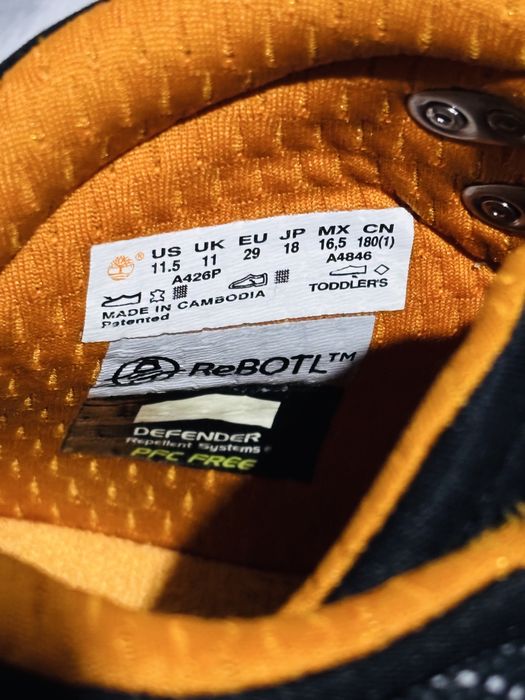 ® US UK EU JP MX CN
11.5 11 29 18 16,5 180(1)
A426P A4846
MADE IN CAMBODIA TODDLER'S
Patented
ReBOTL™
DEFENDER
Repellent Systems®
PFC FREE